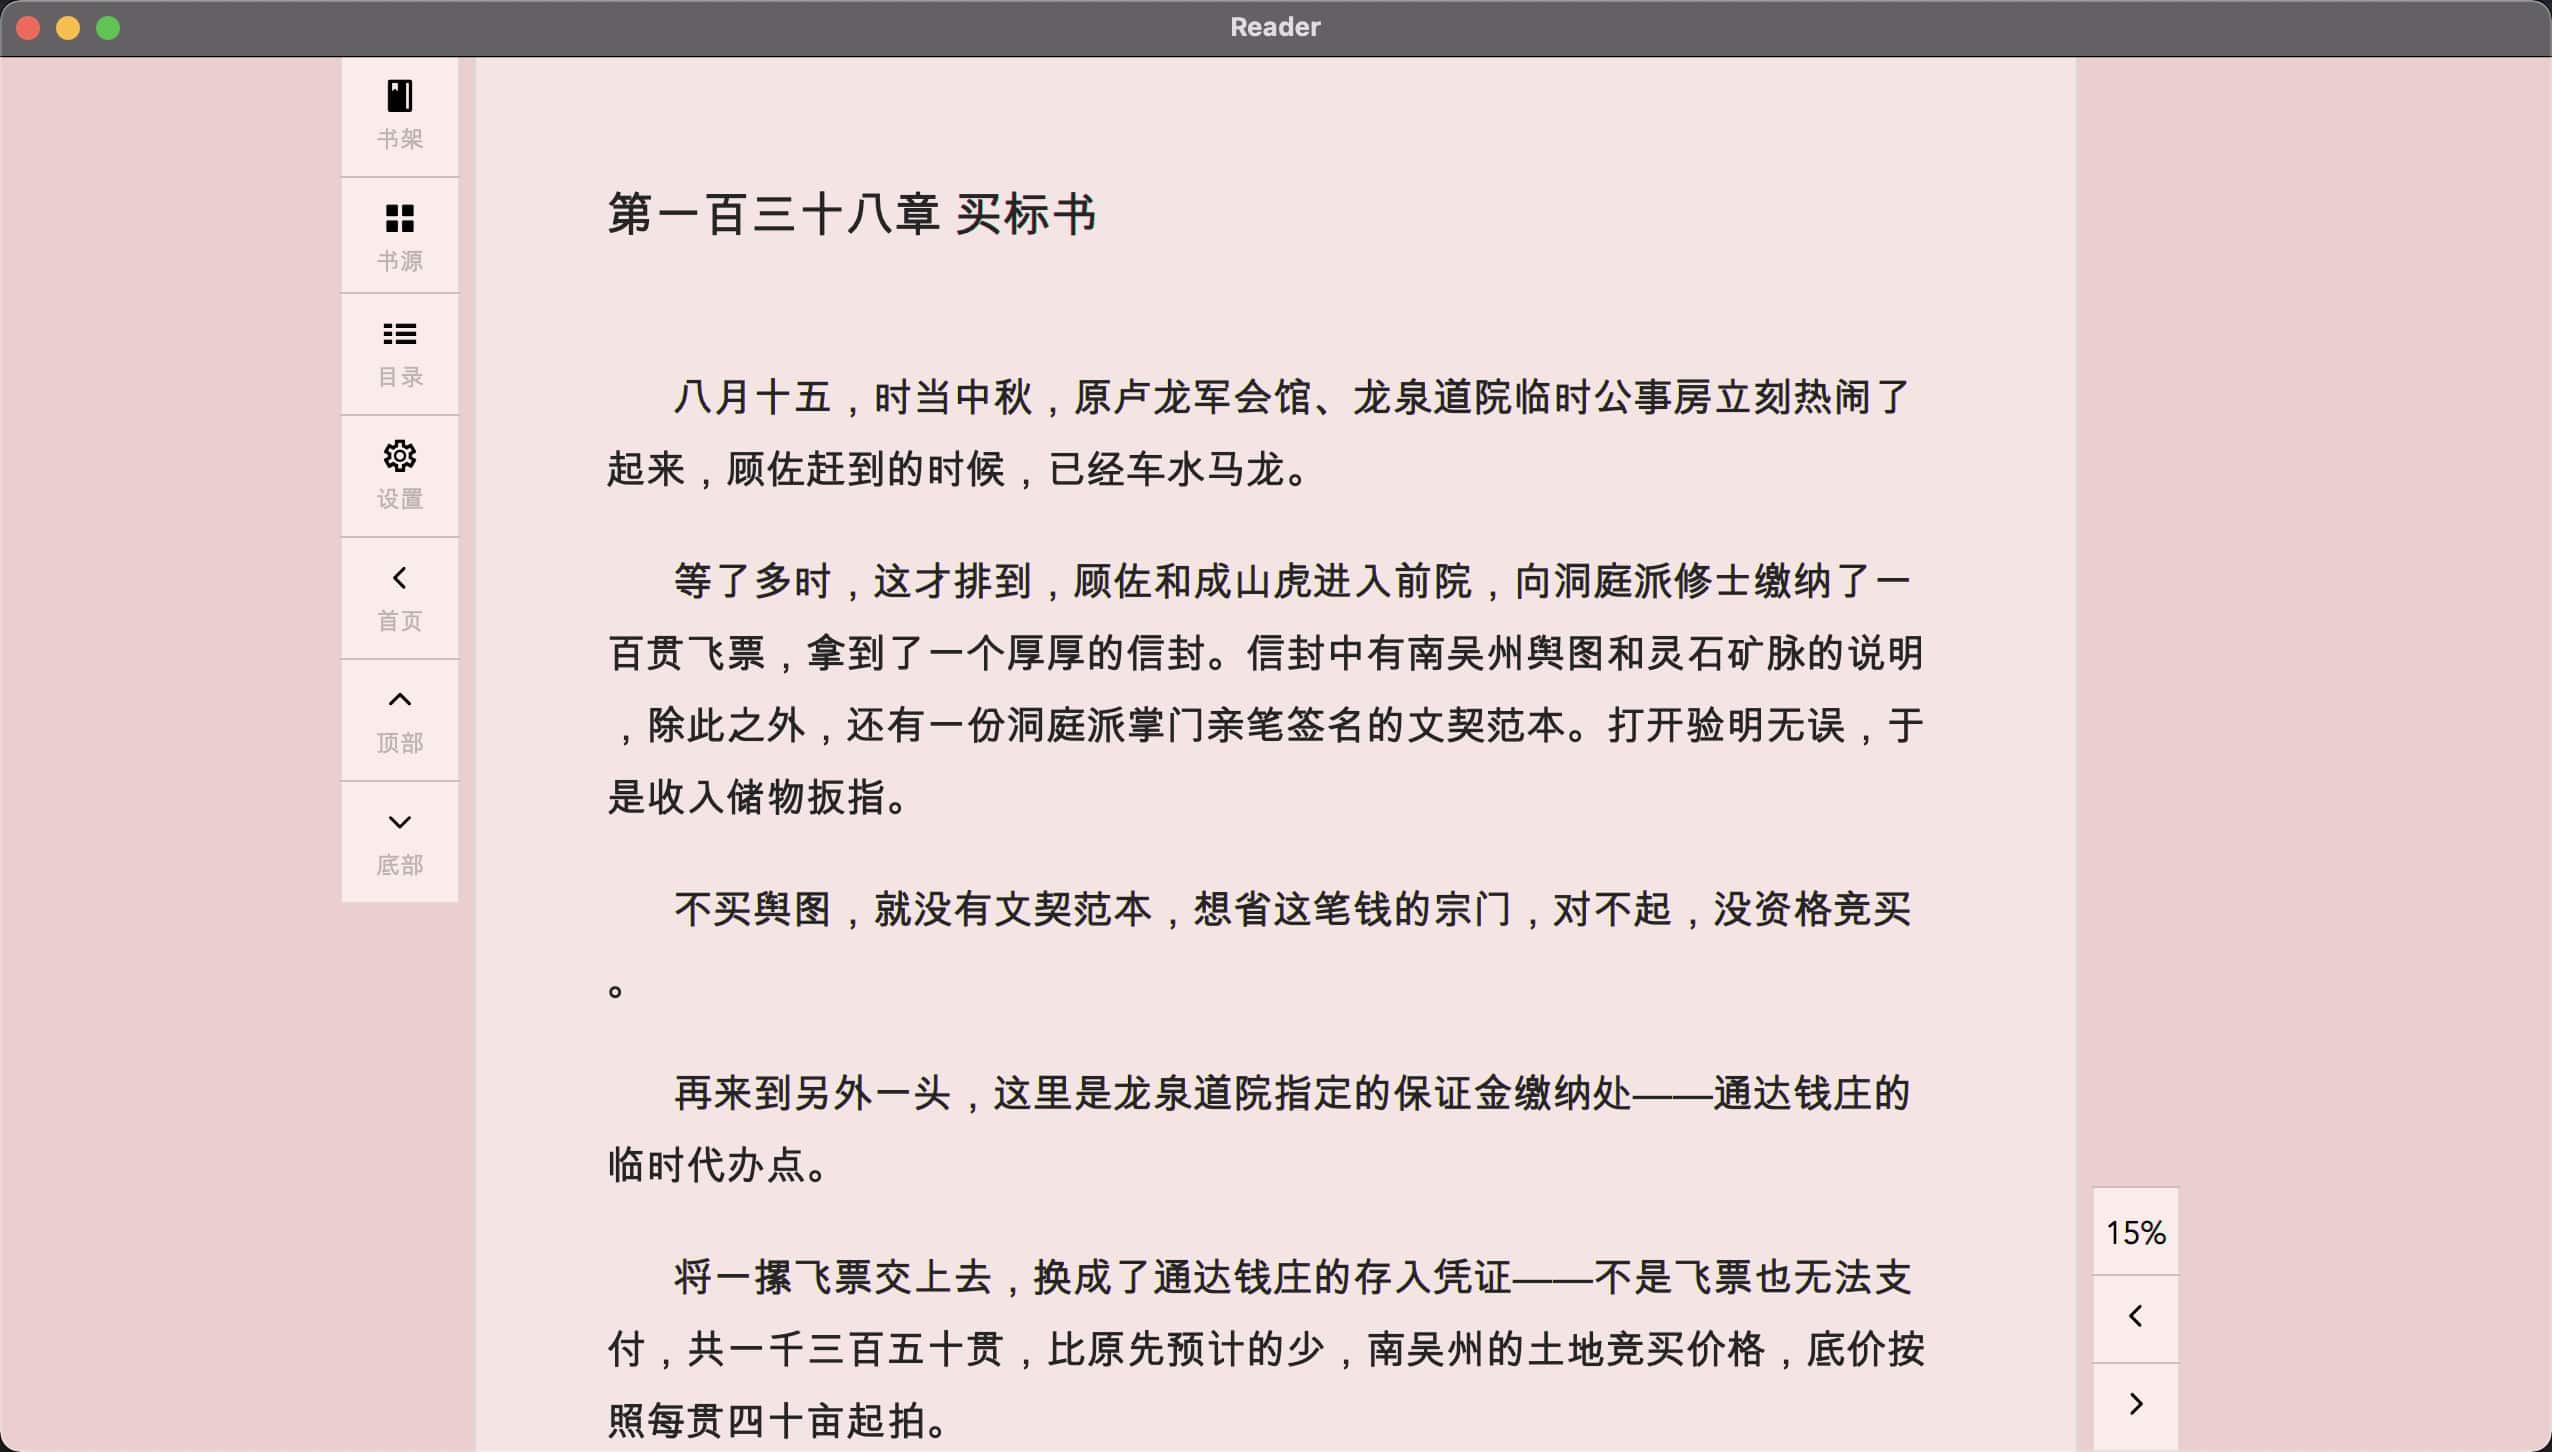 Reader
书架
书源
目录
设置
首页
顶部
底部
第一百三十八章 买标书
八月十五，时当中秋，原卢龙军会馆、龙泉道院临时公事房立刻热闹了
起来，顾佐赶到的时候，已经车水马龙。
等了多时，这才排到，顾佐和成山虎进入前院，向洞庭派修士缴纳了一
百贯飞票，拿到了一个厚厚的信封。信封中有南吴州舆图和灵石矿脉的说明
，除此之外，还有一份洞庭派掌门亲笔签名的文契范本。打开验明无误，于
是收入储物扳指。
不买舆图，就没有文契范本，想省这笔钱的宗门，对不起，没资格竞买
。
再来到另外一头，这里是龙泉道院指定的保证金缴纳处——通达钱庄的
临时代办点。
将一摞飞票交上去，换成了通达钱庄的存入凭证——不是飞票也无法支
付，共一千三百五十贯，比原先预计的少，南吴州的土地竞买价格，底价按
照每贯四十亩起拍。
15%